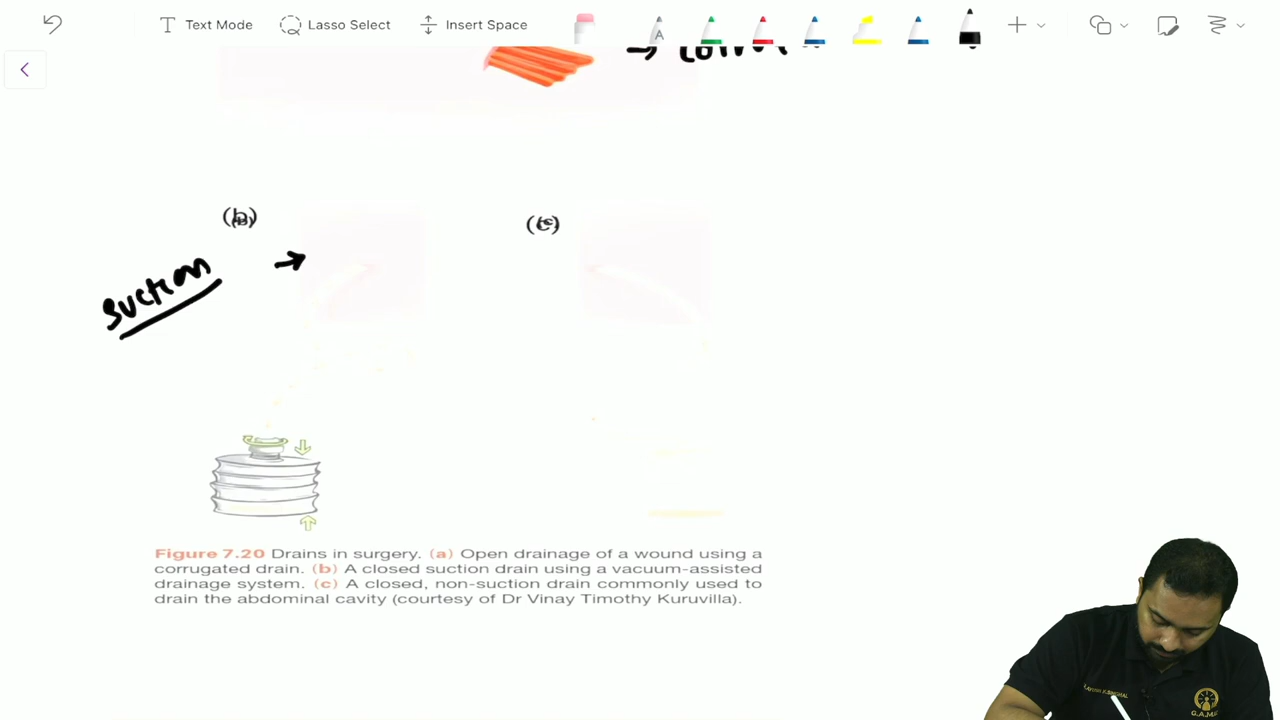 Text Mode
Lasso Select
Insert Space
A
(b)
(c)
suction
Figure 7.20 Drains in surgery. (a) Open drainage of a wound using a
corrugated drain. (b) A closed suction drain using a vacuum-assisted
drainage system. (c) A closed, non-suction drain commonly used to
drain the abdominal cavity (courtesy of Dr Vinay Timothy Kuruvilla).